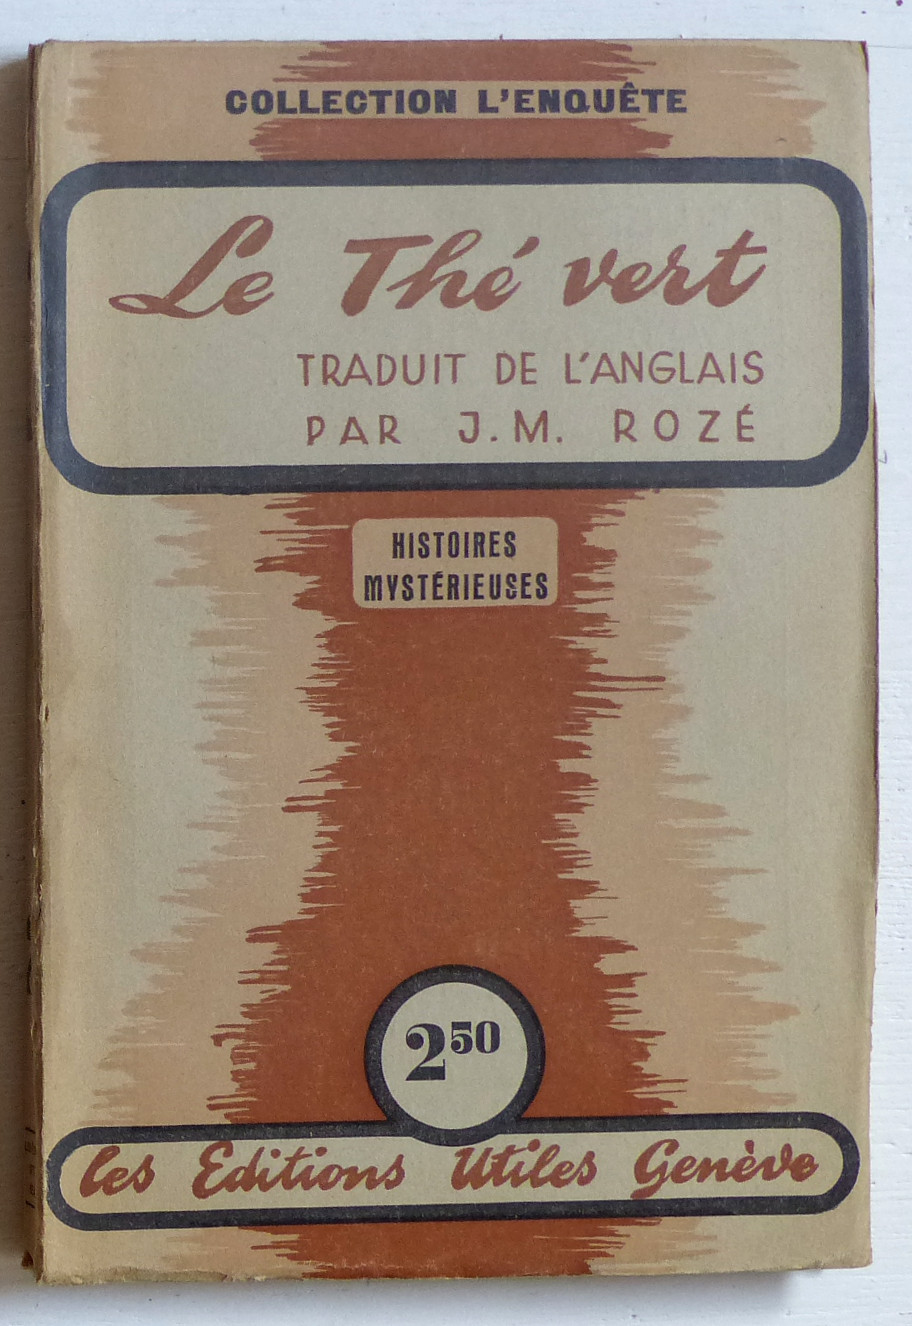 COLLECTION L'ENQUÊTE
Le Thé vert
TRADUIT DE L'ANGLAIS
PAR J. M. ROZÉ
HISTOIRES
MYSTÉRIEUSES
2.50
les Editions Utiles Genève